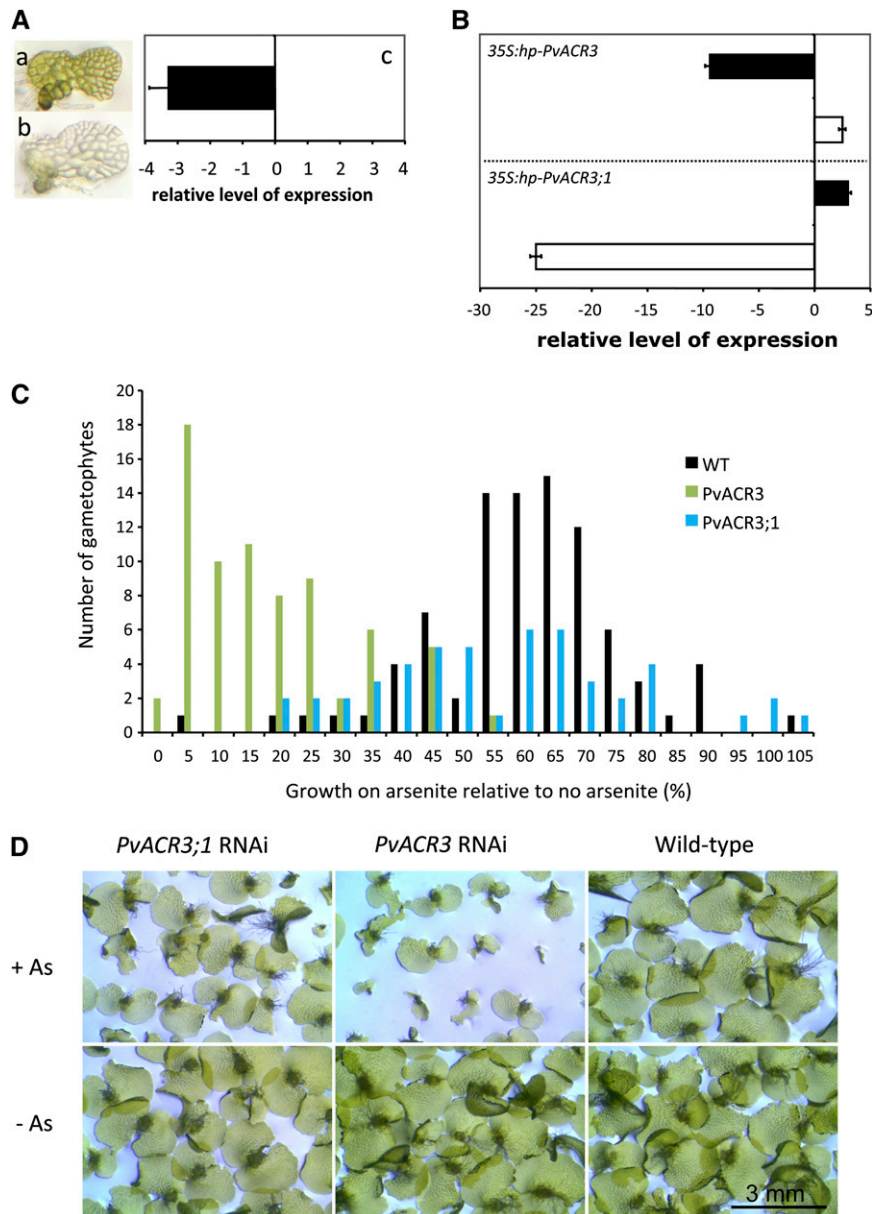 A
a
b
c
-4 -3 -2 -1 0 1 2 3 4
relative level of expression
B
35S:hp-PvACR3
35S:hp-PvACR3;1
-30 -25 -20 -15 -10 -5 0 5
relative level of expression
C
Number of gametophytes
20
18
16
14
12
10
8
6
4
2
0
WT
PvACR3
PvACR3;1
0 5 10 15 20 25 30 35 40 45 50 55 60 65 70 75 80 85 90 95 100 105
Growth on arsenite relative to no arsenite (%)
D
PvACR3;1 RNAi PvACR3 RNAi Wild-type
+ As
- As
3 mm